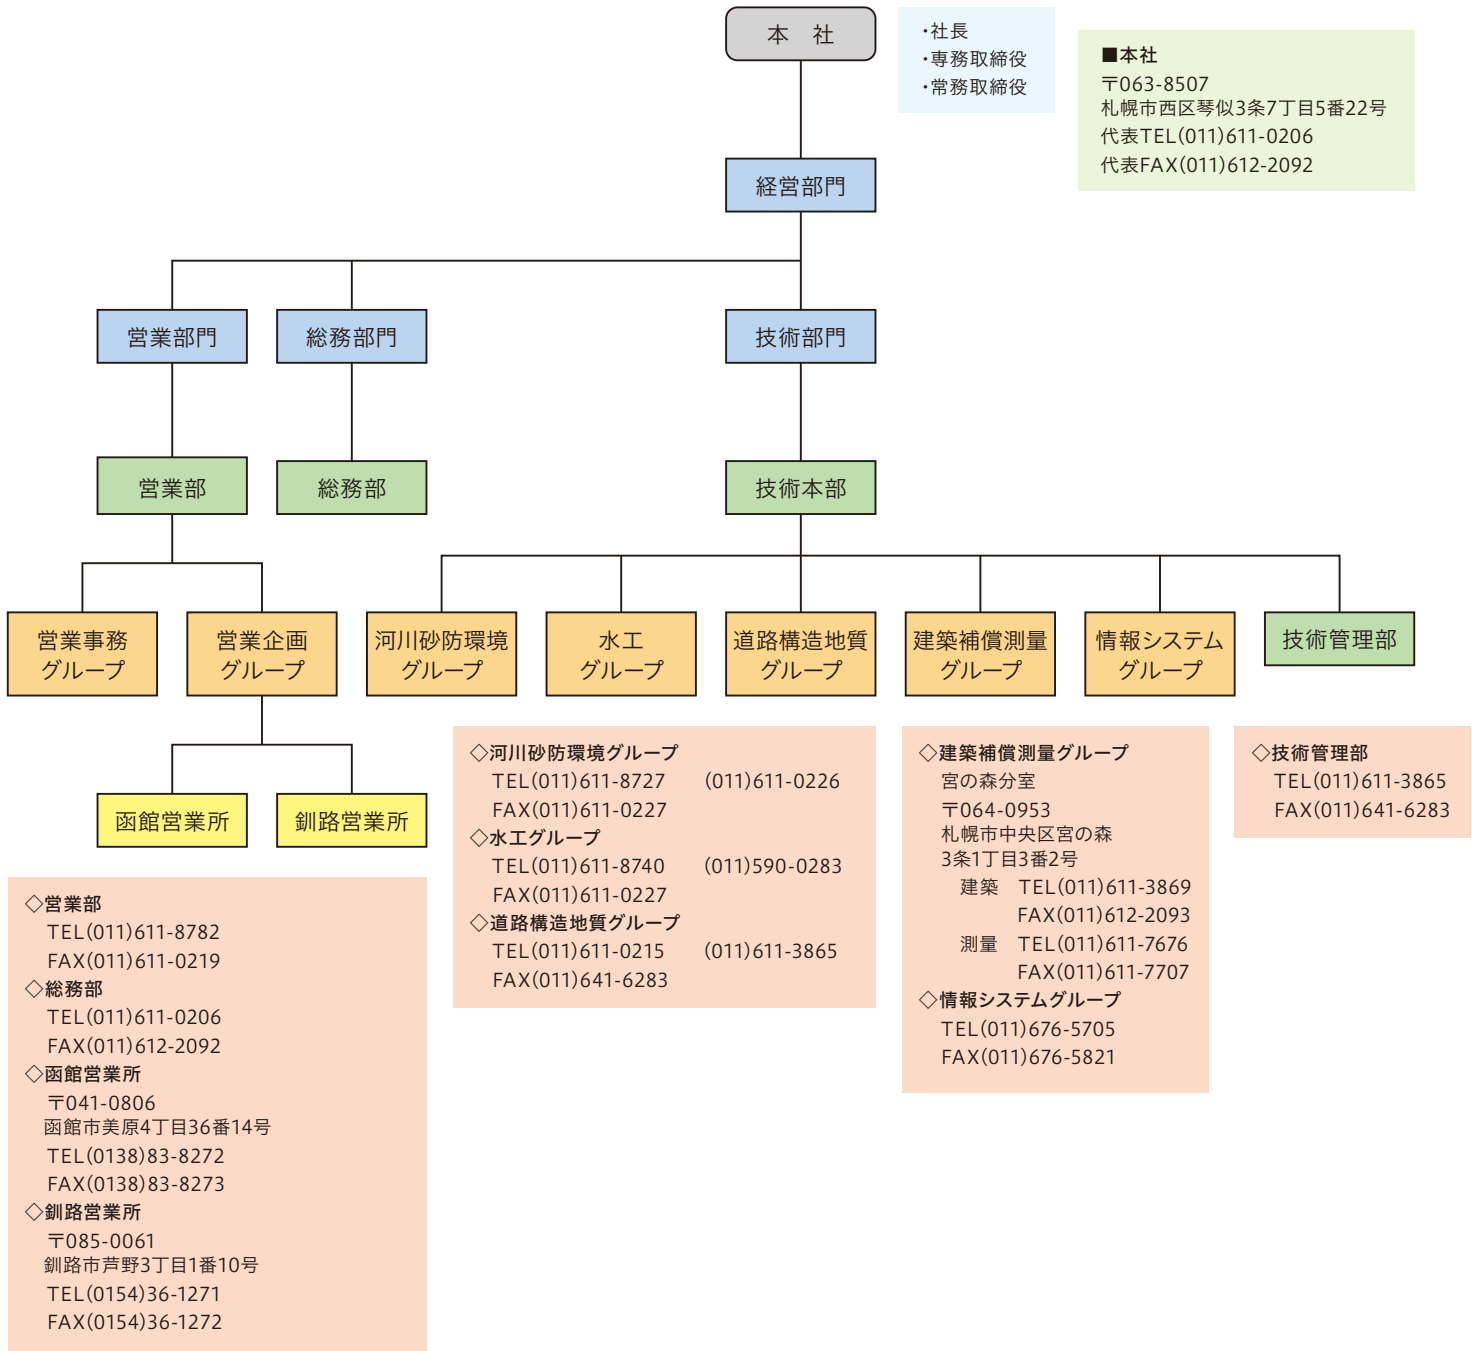 本　社
・社長
・専務取締役
・常務取締役
■本社
〒063-8507
札幌市西区琴似3条7丁目5番22号
代表TEL(011)611-0206
代表FAX(011)612-2092
経営部門
営業部門
総務部門
技術部門
営業部
総務部
技術本部
営業事務
グループ
営業企画
グループ
河川砂防環境
グループ
水工
グループ
道路構造地質
グループ
建築補償測量
グループ
情報システム
グループ
技術管理部
函館営業所
釧路営業所
◇営業部
TEL(011)611-8782
FAX(011)611-0219
◇総務部
TEL(011)611-0206
FAX(011)612-2092
◇函館営業所
〒041-0806
函館市美原4丁目36番14号
TEL(0138)83-8272
FAX(0138)83-8273
◇釧路営業所
〒085-0061
釧路市芦野3丁目1番10号
TEL(0154)36-1271
FAX(0154)36-1272
◇河川砂防環境グループ
TEL(011)611-8727　(011)611-0226
FAX(011)611-0227
◇水工グループ
TEL(011)611-8740　(011)590-0283
FAX(011)611-0227
◇道路構造地質グループ
TEL(011)611-0215　(011)611-3865
FAX(011)641-6283
◇建築補償測量グループ
宮の森分室
〒064-0953
札幌市中央区宮の森
3条1丁目3番2号
建築　TEL(011)611-3869
FAX(011)612-2093
測量　TEL(011)611-7676
FAX(011)611-7707
◇情報システムグループ
TEL(011)676-5705
FAX(011)676-5821
◇技術管理部
TEL(011)611-3865
FAX(011)641-6283